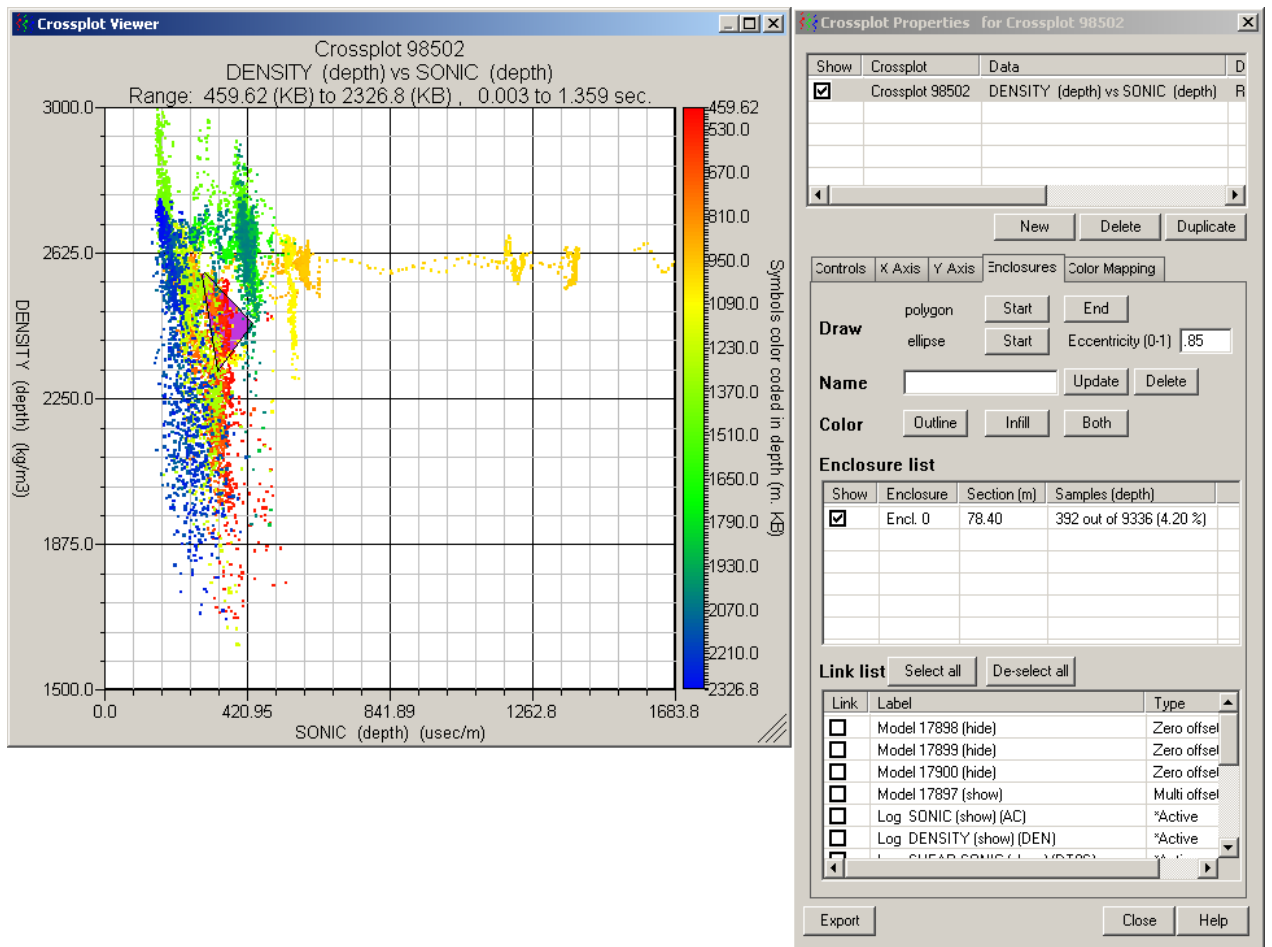 Crossplot Viewer
Crossplot 98502
DENSITY (depth) vs SONIC (depth)
Range: 459.62 (KB) to 2326.8 (KB) , 0.003 to 1.359 sec.
3000.0
2625.0
2250.0
1875.0
1500.0
DENSITY (depth) (kg/m3)
0.0 420.95 841.89 1262.8 1683.8
SONIC (depth) (usec/m)
459.62
530.0
670.0
810.0
950.0
1090.0
1230.0
1370.0
1510.0
1650.0
1790.0
1930.0
2070.0
2210.0
2326.8
Symbols color coded in depth (m. KB)
Crossplot Properties for Crossplot 98502
Show Crossplot Data D
Crossplot 98502 DENSITY (depth) vs SONIC (depth) R
New Delete Duplicate
Controls X Axis Y Axis Enclosures Color Mapping
Draw polygon Start End
ellipse Start Eccentricity (0-1) .85
Name Update Delete
Color Outline Infill Both
Enclosure list
Show Enclosure Section (m) Samples (depth)
Encl. 0 78.40 392 out of 9336 (4.20 %)
Link list Select all De-select all
Link Label Type
Model 17898 (hide) Zero offset
Model 17899 (hide) Zero offset
Model 17900 (hide) Zero offset
Model 17897 (show) Multi offset
Log SONIC (show) (AC) *Active
Log DENSITY (show) (DEN) *Active
Export Close Help